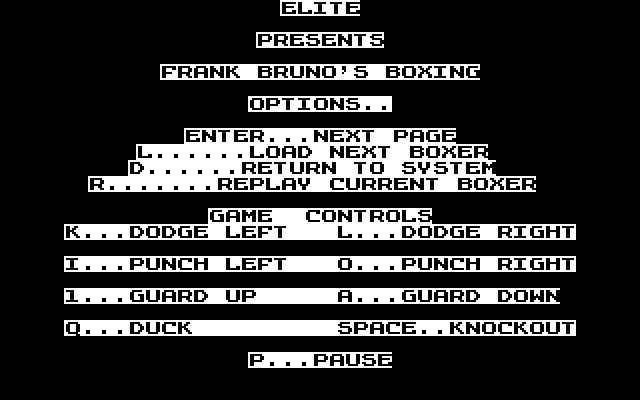 ELITE
PRESENTS
FRANK BRUNO'S BOXING
OPTIONS..
ENTER...NEXT PAGE
L......LOAD NEXT BOXER
D......RETURN TO SYSTEM
R.......REPLAY CURRENT BOXER
GAME CONTROLS
K...DODGE LEFT L...DODGE RIGHT
I...PUNCH LEFT O...PUNCH RIGHT
1...GUARD UP A...GUARD DOWN
Q...DUCK SPACE..KNOCKOUT
P...PAUSE